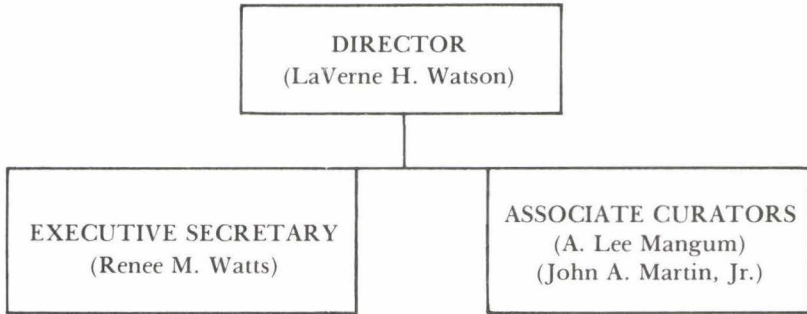 DIRECTOR
(LaVerne H. Watson)
EXECUTIVE SECRETARY
(Renee M. Watts)
ASSOCIATE CURATORS
(A. Lee Mangum)
(John A. Martin, Jr.)